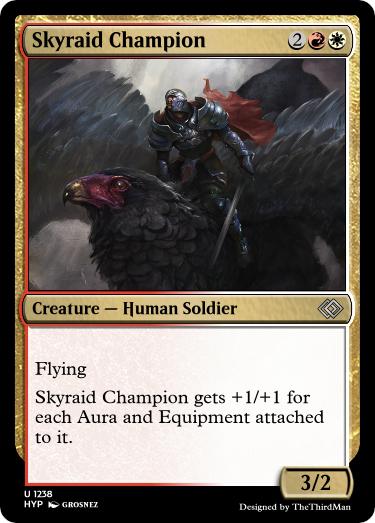 Skyraid Champion 2
Creature — Human Soldier
Flying
Skyraid Champion gets +1/+1 for
each Aura and Equipment attached
to it.
3/2
U 1238
HYP GROSNEZ
Designed by TheThirdMan